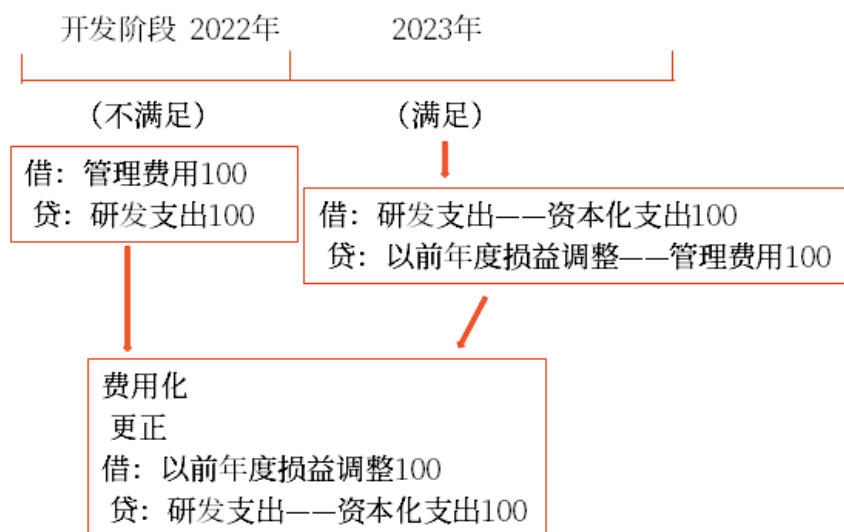 开发阶段 2022年 2023年
（不满足） （满足）
借：管理费用100
贷：研发支出100
借：研发支出——资本化支出100
贷：以前年度损益调整——管理费用100
费用化
更正
借：以前年度损益调整100
贷：研发支出——资本化支出100